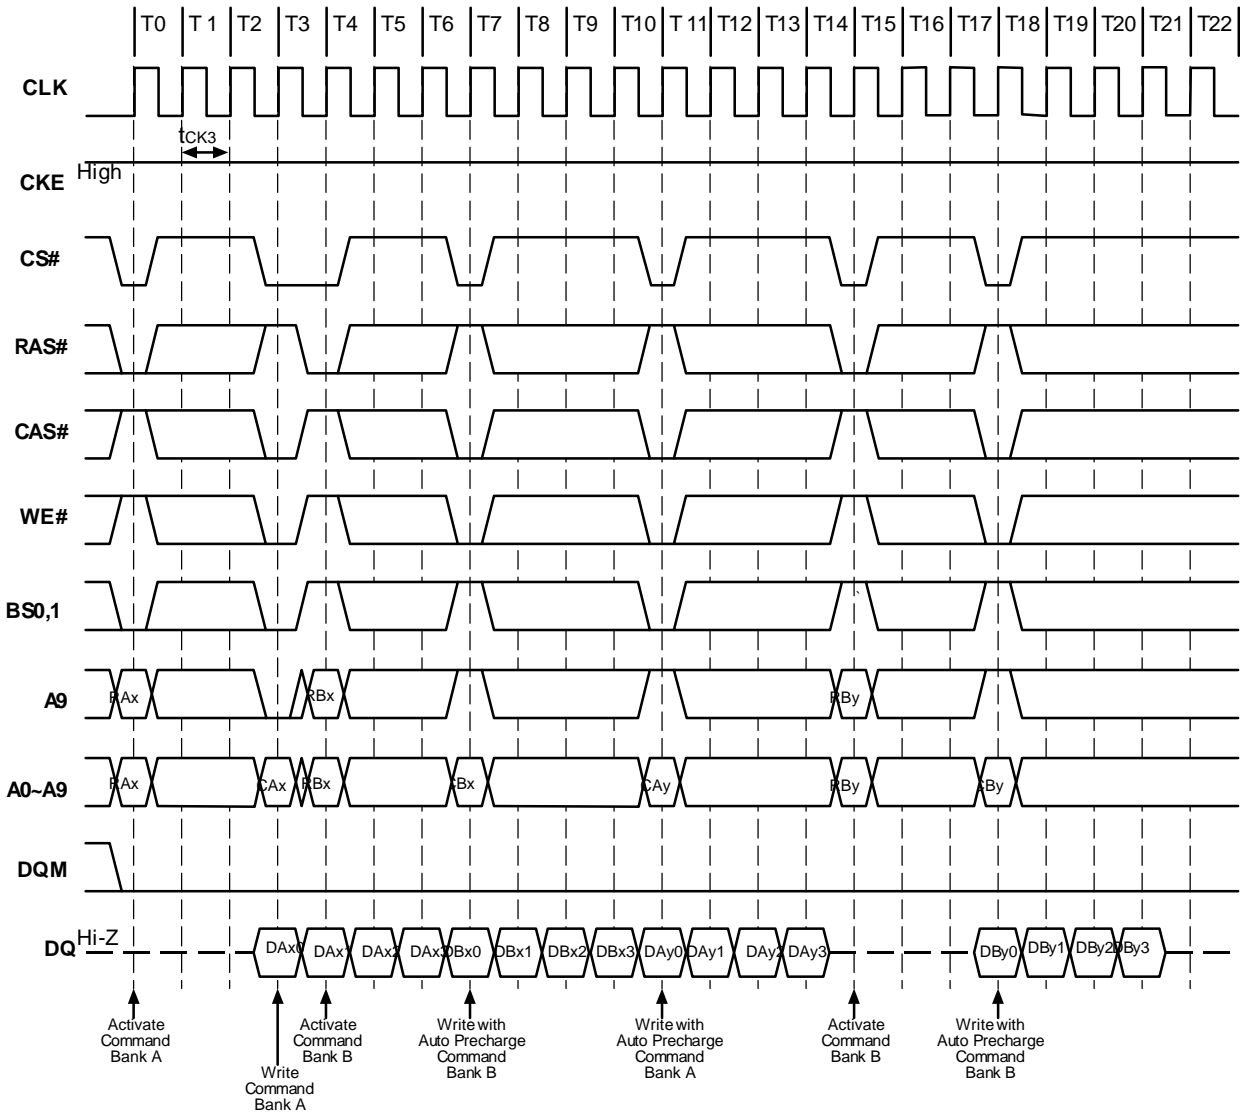 T0 T 1 T2 T3 T4 T5 T6 T7 T8 T9 T10 T 11 T12 T13 T14 T15 T16 T17 T18 T19 T20 T21 T22
CLK
tCK3
High
CKE
CS#
RAS#
CAS#
WE#
BS0,1
A9 RAx RBx RBy
A0~A9 RAx CAx RBx CBx CAy RBy CBy
DQM
DQ Hi-Z DAx0 DAx1 DAx2 DAx3 DBx0 DBx1 DBx2 DBx3 DAy0 DAy1 DAy2 DAy3 DBy0 DBy1 DBy2 DBy3
Activate
Command
Bank A
Write
Command
Bank A
Activate
Command
Bank B
Write with
Auto Precharge
Command
Bank B
Write with
Auto Precharge
Command
Bank A
Activate
Command
Bank B
Write with
Auto Precharge
Command
Bank B